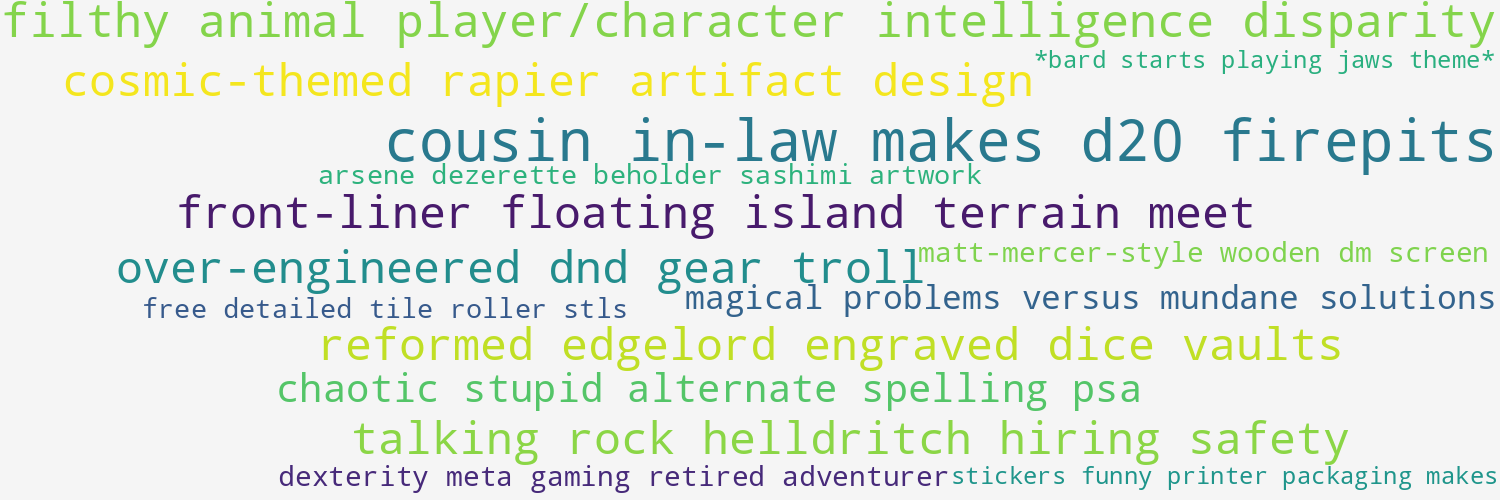 filthy animal player/character intelligence disparity
*bard starts playing jaws theme*
cosmic-themed rapier artifact design
cousin in-law makes d20 firepits
arsene dezerette beholder sashimi artwork
front-liner floating island terrain meet
matt-mercer-style wooden dm screen
over-engineered dnd gear troll
magical problems versus mundane solutions
free detailed tile roller stls
reformed edgelord engraved dice vaults
chaotic stupid alternate spelling psa
talking rock helldritch hiring safety
dexterity meta gaming retired adventurer
stickers funny printer packaging makes